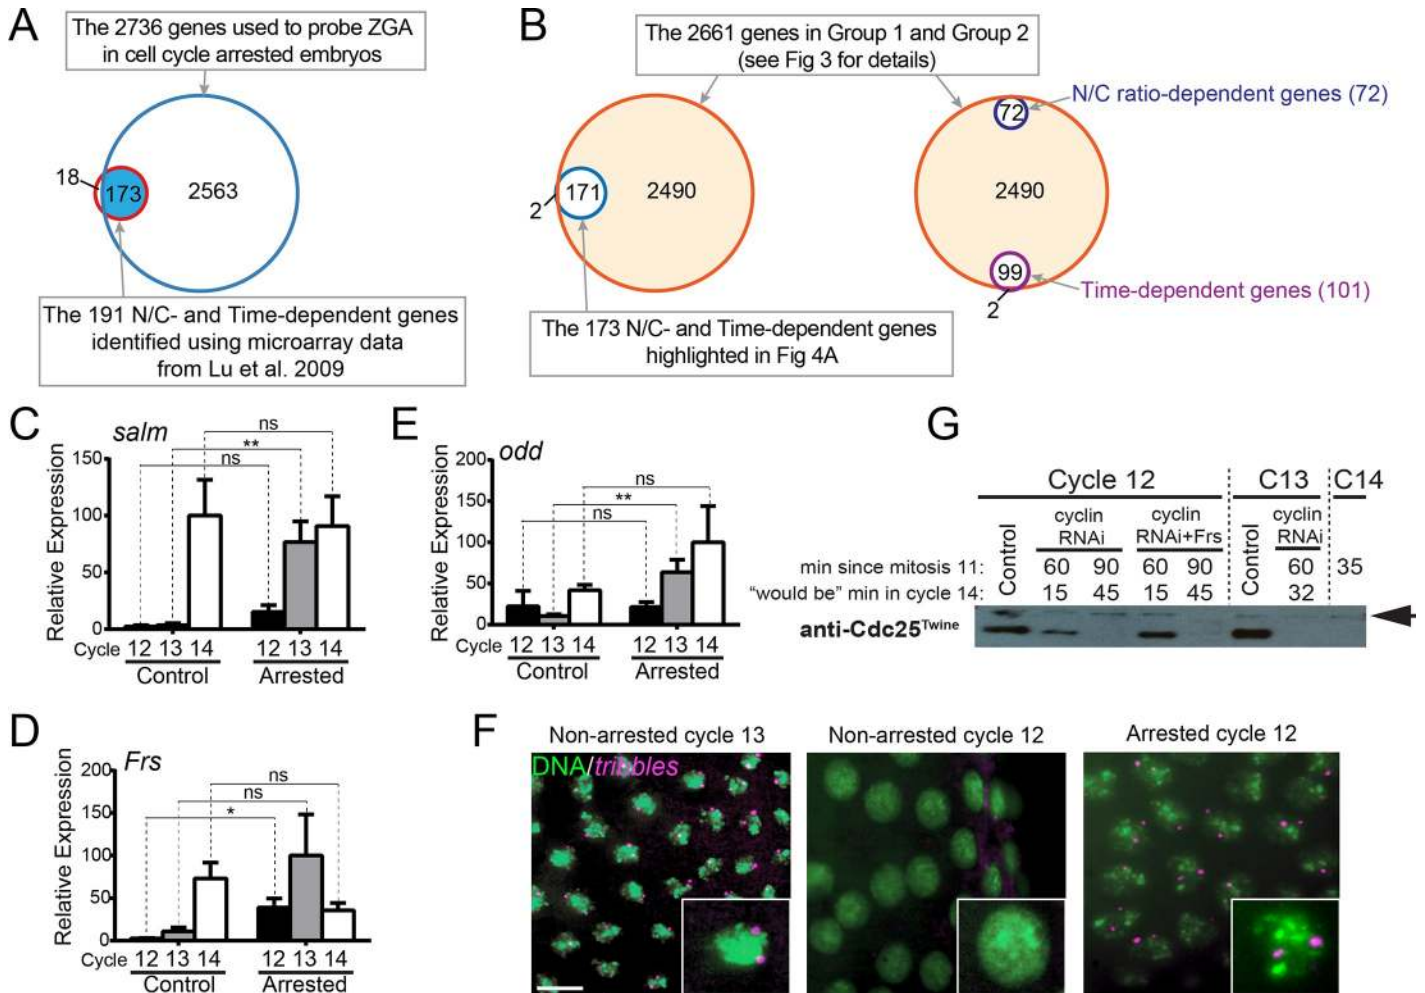 A
The 2736 genes used to probe ZGA
in cell cycle arrested embryos
18
173
2563
The 191 N/C- and Time-dependent genes
identified using microarray data
from Lu et al. 2009
B
The 2661 genes in Group 1 and Group 2
(see Fig 3 for details)
2
171
2490
The 173 N/C- and Time-dependent genes
highlighted in Fig 4A
72
N/C ratio-dependent genes (72)
2490
99
2
Time-dependent genes (101)
C
salm
Relative Expression
150
100
50
0
ns
**
ns
Cycle 12 13 14 12 13 14
Control Arrested
D
Frs
Relative Expression
200
150
100
50
0
ns
ns
*
Cycle 12 13 14 12 13 14
Control Arrested
E
odd
Relative Expression
200
150
100
50
0
ns
**
ns
Cycle 12 13 14 12 13 14
Control Arrested
G
Cycle 12 C13 C14
Control cyclin RNAi cyclin RNAi+Frs Control cyclin RNAi
min since mitosis 11: 60 90 60 90 60 35
"would be" min in cycle 14: 15 45 15 45 32
anti-Cdc25Twine
F
Non-arrested cycle 13 Non-arrested cycle 12 Arrested cycle 12
DNA/tribbles